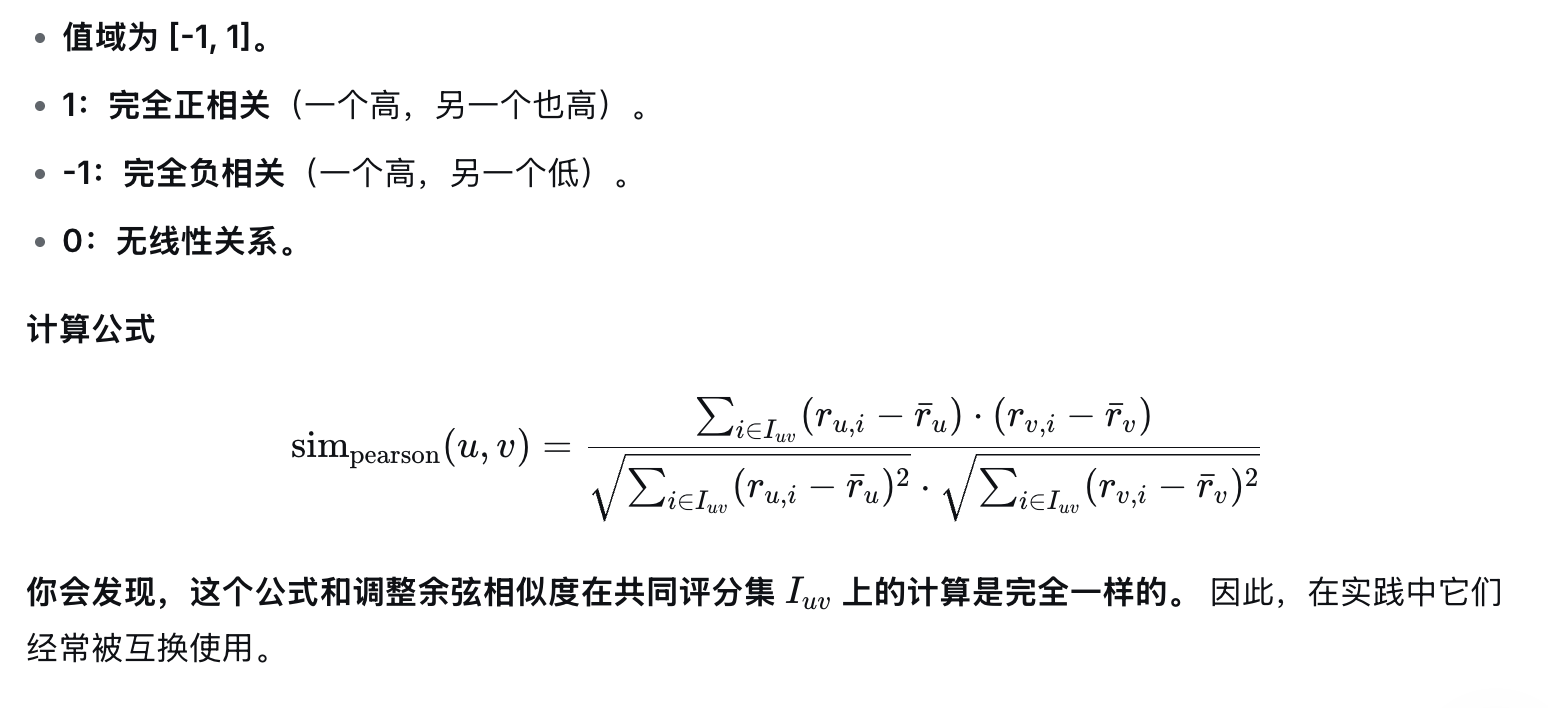 • 值域为 [-1, 1]。
• 1：完全正相关（一个高，另一个也高）。
• -1：完全负相关（一个高，另一个低）。
• 0：无线性关系。
计算公式
$\text{sim}_{\text{pearson}}(u, v) = \frac{\sum_{i \in I_{uv}} (r_{u,i} - \bar{r}_u) \cdot (r_{v,i} - \bar{r}_v)}{\sqrt{\sum_{i \in I_{uv}} (r_{u,i} - \bar{r}_u)^2} \cdot \sqrt{\sum_{i \in I_{uv}} (r_{v,i} - \bar{r}_v)^2}}$
你会发现，这个公式和调整余弦相似度在共同评分集 $I_{uv}$ 上的计算是完全一样的。 因此，在实践中它们
经常被互换使用。